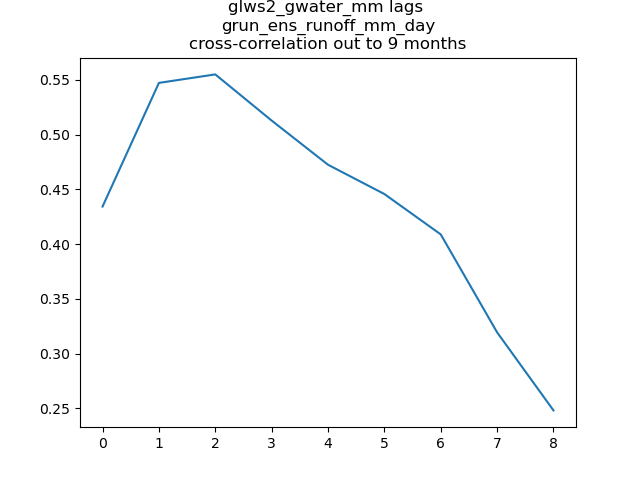 glws2_gwater_mm lags
grun_ens_runoff_mm_day
cross-correlation out to 9 months
0.55
0.50
0.45
0.40
0.35
0.30
0.25
0 1 2 3 4 5 6 7 8